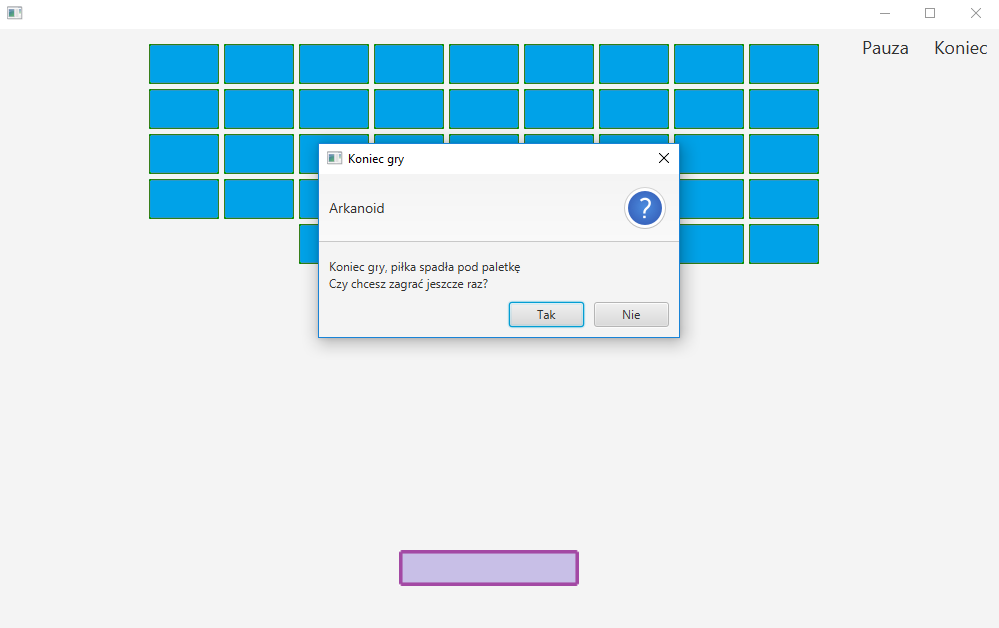 Pauza Koniec
Koniec gry
Arkanoid
?
Koniec gry, piłka spadła pod paletkę
Czy chcesz zagrać jeszcze raz?
Tak Nie